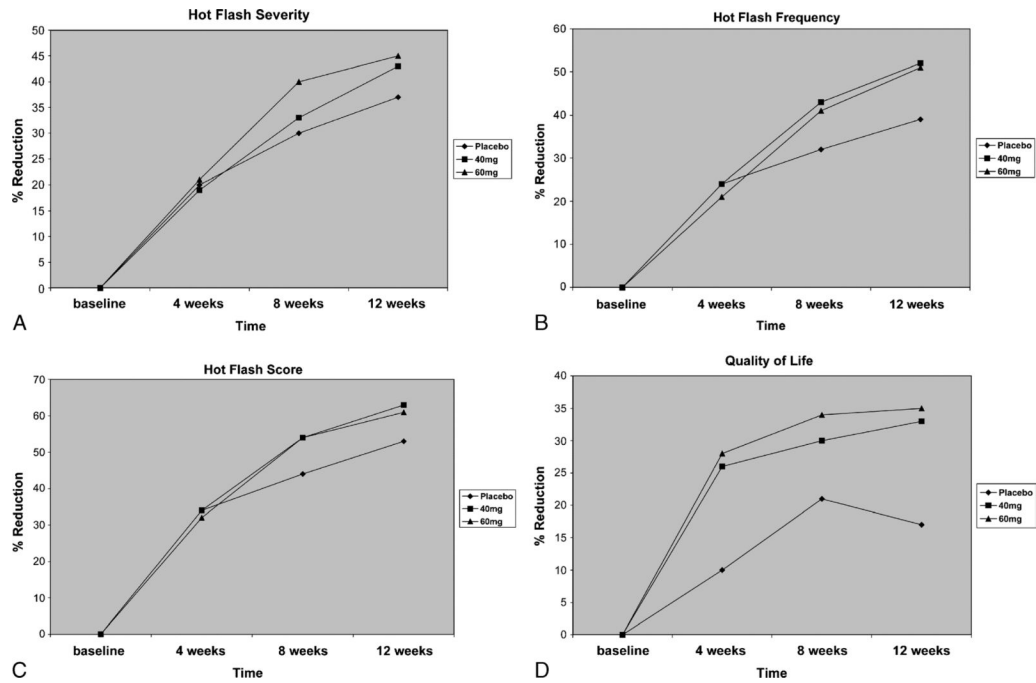 Hot Flash Severity
50
45
40
35
30
25
20
15
10
5
0
% Reduction
baseline 4 weeks 8 weeks 12 weeks
Time
Placebo
40mg
60mg
A
Hot Flash Frequency
60
50
40
30
20
10
0
% Reduction
baseline 4 weeks 8 weeks 12 weeks
Time
Placebo
40mg
60mg
B
Hot Flash Score
70
60
50
40
30
20
10
0
% Reduction
baseline 4 weeks 8 weeks 12 weeks
Time
Placebo
40mg
60mg
C
Quality of Life
40
35
30
25
20
15
10
5
0
% Reduction
baseline 4 weeks 8 weeks 12 weeks
Time
Placebo
40mg
60mg
D